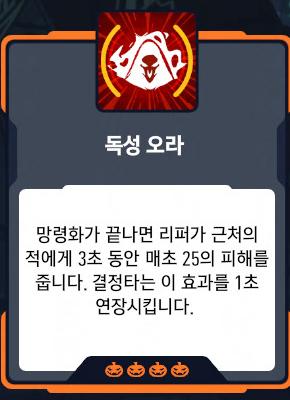 독성 오라
망령화가 끝나면 리퍼가 근처의
적에게 3초 동안 매초 25의 피해를
줍니다. 결정타는 이 효과를 1초
연장시킵니다.